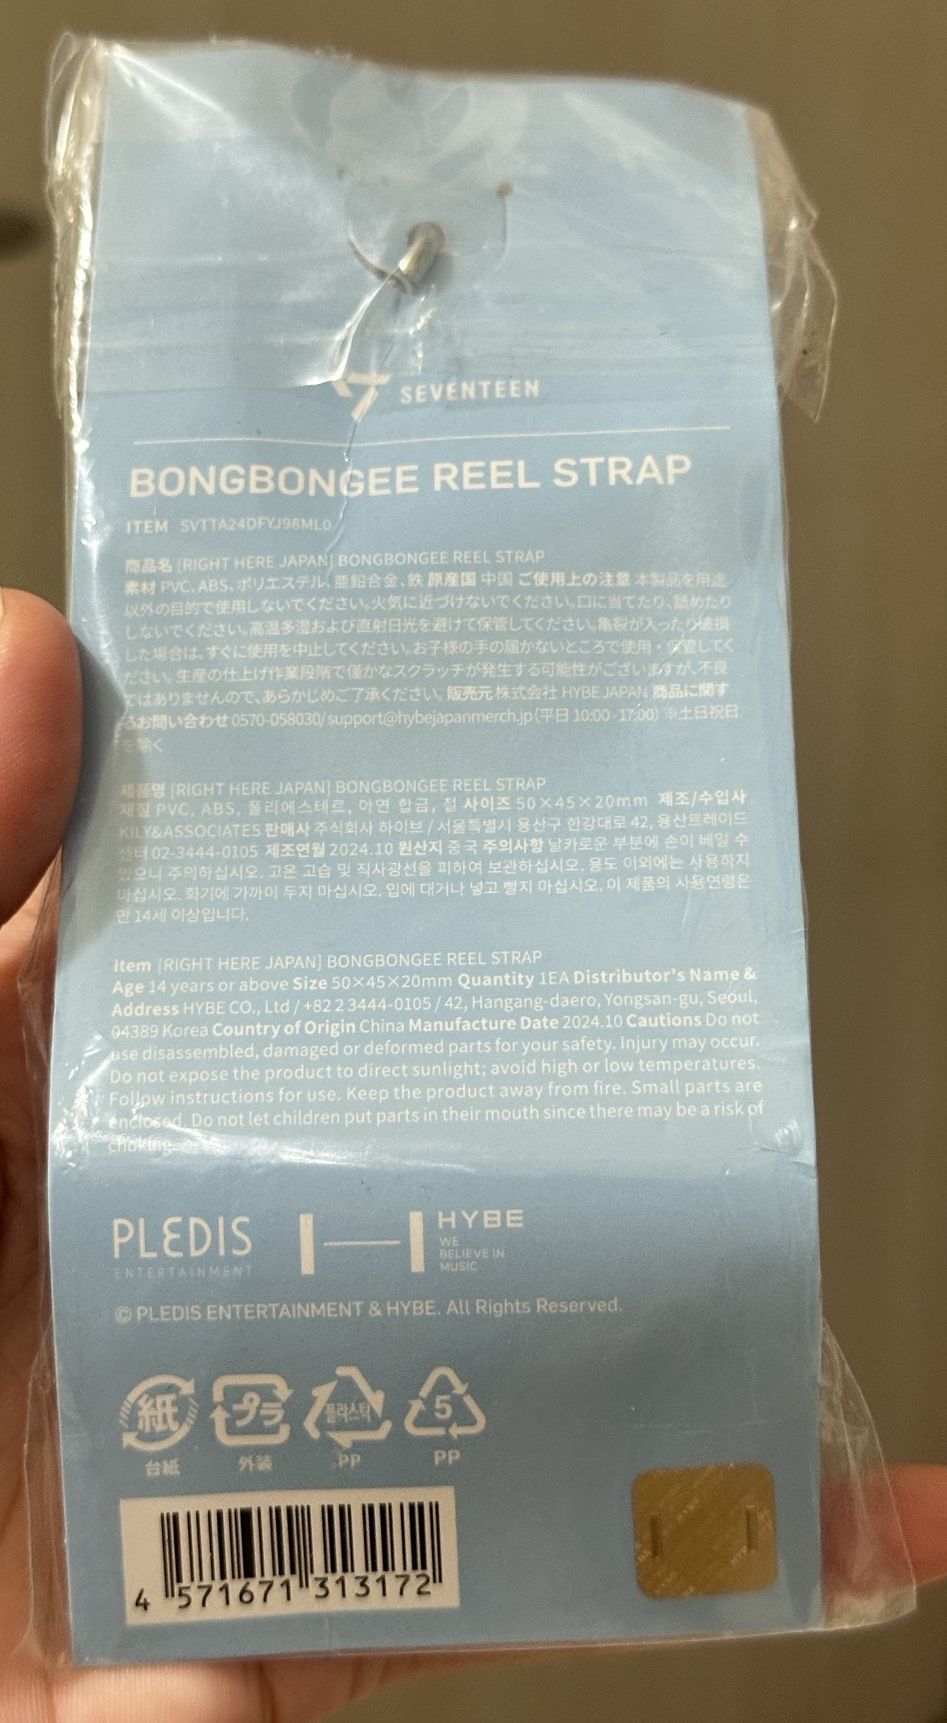 SEVENTEEN
BONGBONGEE REEL STRAP
ITEM SVT1A24DFYJ98ML0
商品名 [RIGHT HERE JAPAN] BONGBONGEE REEL STRAP
素材 PVC、ABS、ポリエステル、亜鉛合金、鉄 原産国 中国 ご使用上の注意 本製品を用途
以外の目的で使用しないでください。火気に近づけないでください。口に当てたり、舐めたり
しないでください。高温多湿および直射日光を避けて保管してください。亀裂が入ったり破損
した場合は、すぐに使用を中止してください。お子様の手の届かないところで使用・保管してく
ださい。生産の仕上げ作業段階で僅かなスクラッチが発生する可能性がございますが、不良
ではありませんので、あらかじめご了承ください。 販売元 株式会社 HYBE JAPAN 商品に関す
るお問い合わせ 0570-058030/ support@hybejapanmerch.jp (平日 10:00 - 17:00) ※土日祝日
を除く
제품명 [RIGHT HERE JAPAN] BONGBONGEE REEL STRAP
재질 PVC, ABS, 폴리에스테르, 아연 합금, 철 사이즈 50×45×20mm 제조/수입사
KILY&ASSOCIATES 판매사 주식회사 하이브 / 서울특별시 용산구 한강대로 42, 용산트레이드
센터 02-3444-0105 제조연월 2024.10 원산지 중국 주의사항 날카로운 부분에 손이 베일 수
있으니 주의하십시오. 고온 고습 및 직사광선을 피하여 보관하십시오. 용도 이외에는 사용하지
마십시오. 화기에 가까이 두지 마십시오. 입에 대거나 넣고 빨지 마십시오. 이 제품의 사용연령은
만 14세 이상입니다.
Item [RIGHT HERE JAPAN] BONGBONGEE REEL STRAP
Age 14 years or above Size 50×45×20mm Quantity 1EA Distributor's Name &
Address HYBE CO., Ltd / +82 2 3444-0105 / 42, Hangang-daero, Yongsan-gu, Seoul,
04389 Korea Country of Origin China Manufacture Date 2024.10 Cautions Do not
use disassembled, damaged or deformed parts for your safety. Injury may occur.
Do not expose the product to direct sunlight; avoid high or low temperatures.
Follow instructions for use. Keep the product away from fire. Small parts are
enclosed. Do not let children put parts in their mouth since there may be a risk of
choking.
PLEDIS
ENTERTAINMENT
HYBE
WE
BELIEVE IN
MUSIC
© PLEDIS ENTERTAINMENT & HYBE. All Rights Reserved.
紙 プラ 플라스틱 5
台紙 外装 PP PP
4 571671 313172